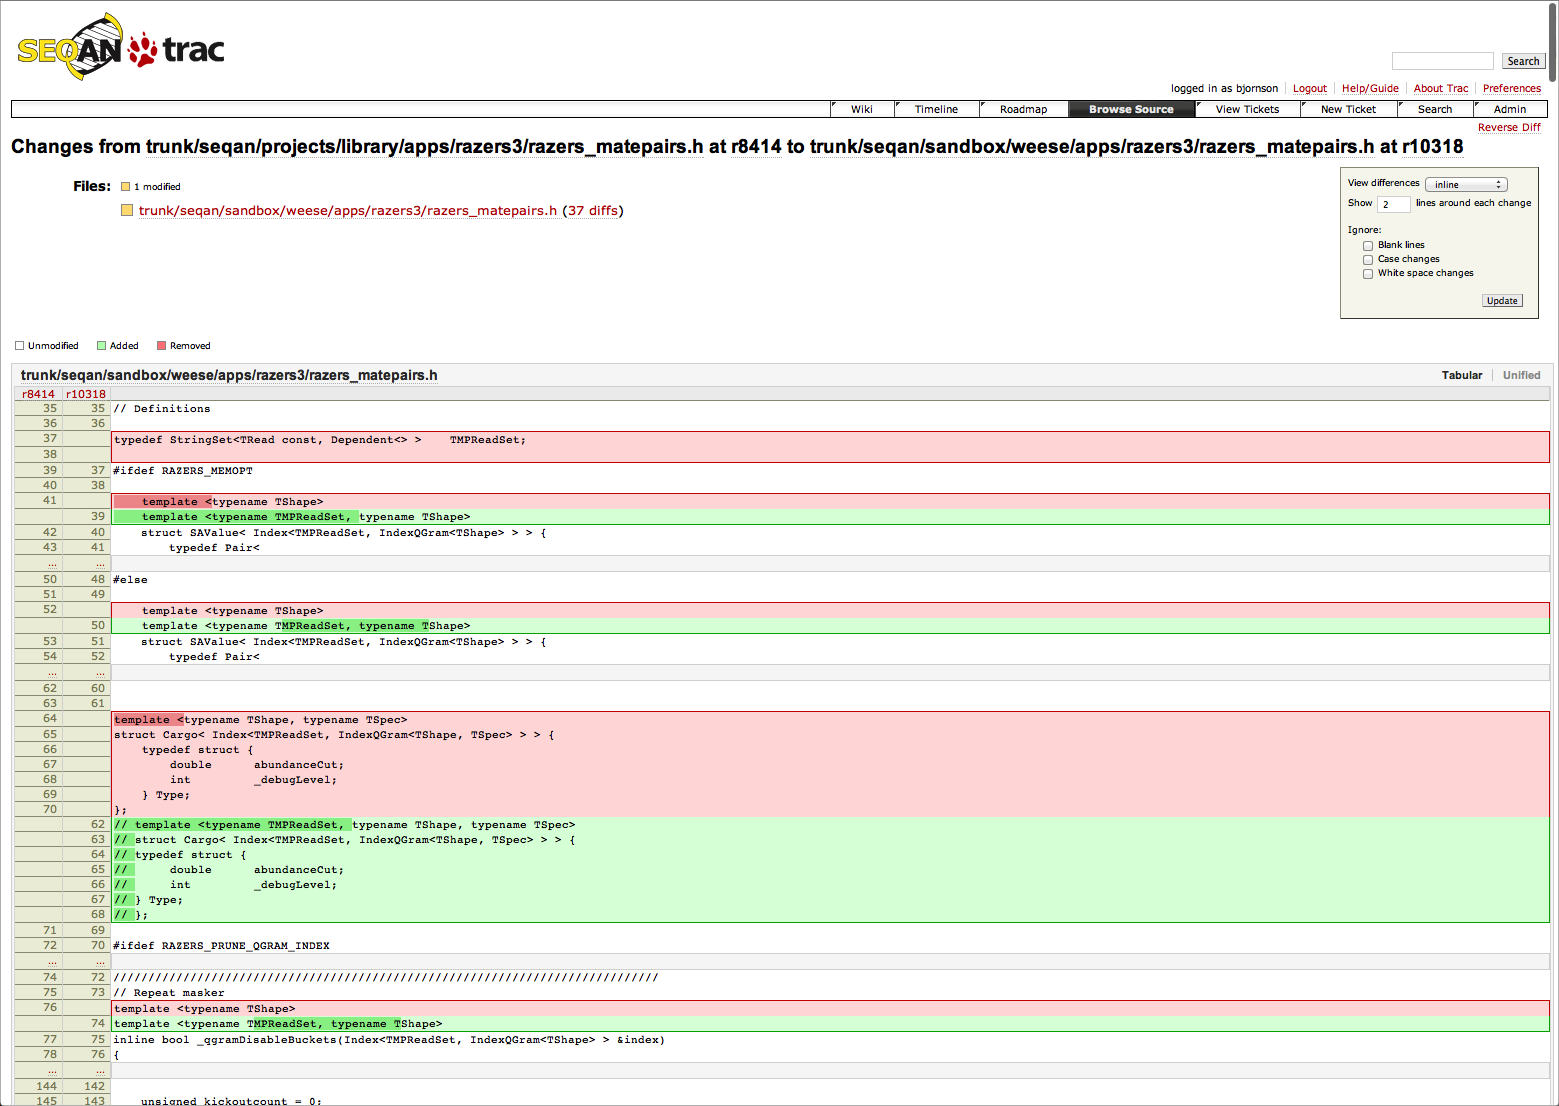 SEQAN trac
Search
logged in as bjornson Logout Help/Guide About Trac Preferences
Wiki Timeline Roadmap Browse Source View Tickets New Ticket Search Admin
Reverse Diff
Changes from trunk/seqan/projects/library/apps/razers3/razers_matepairs.h at r8414 to trunk/seqan/sandbox/weese/apps/razers3/razers_matepairs.h at r10318
Files: 1 modified
trunk/seqan/sandbox/weese/apps/razers3/razers_matepairs.h (37 diffs)
View differences inline
Show 2 lines around each change
Ignore:
Blank lines
Case changes
White space changes
Update
Unmodified Added Removed
trunk/seqan/sandbox/weese/apps/razers3/razers_matepairs.h Tabular Unified
r8414 r10318
35 35 // Definitions
36 36
37 typedef StringSet<TRead const, Dependent<> > TMPReadSet;
38
39 37 #ifdef RAZERS_MEMOPT
40 38
41 template <typename TShape>
39 template <typename TMPReadSet, typename TShape>
42 40 struct SAValue< Index<TMPReadSet, IndexQGram<TShape> > > {
43 41 typedef Pair<
… …
50 48 #else
51 49
52 template <typename TShape>
50 template <typename TMPReadSet, typename TShape>
53 51 struct SAValue< Index<TMPReadSet, IndexQGram<TShape> > > {
54 52 typedef Pair<
… …
62 60
63 61
64 template <typename TShape, typename TSpec>
65 struct Cargo< Index<TMPReadSet, IndexQGram<TShape, TSpec> > > {
66 typedef struct {
67 double abundanceCut;
68 int _debugLevel;
69 } Type;
70 };
62 // template <typename TMPReadSet, typename TShape, typename TSpec>
63 // struct Cargo< Index<TMPReadSet, IndexQGram<TShape, TSpec> > > {
64 // typedef struct {
65 // double abundanceCut;
66 // int _debugLevel;
67 // } Type;
68 // };
71 69
72 70 #ifdef RAZERS_PRUNE_QGRAM_INDEX
… …
74 72 //////////////////////////////////////////////////////////////////////////////
75 73 // Repeat masker
76 template <typename TShape>
74 template <typename TMPReadSet, typename TShape>
77 75 inline bool _qgramDisableBuckets(Index<TMPReadSet, IndexQGram<TShape> > &index)
78 76 {
… …
144 142
145 143 unsigned kickoutcount = 0;